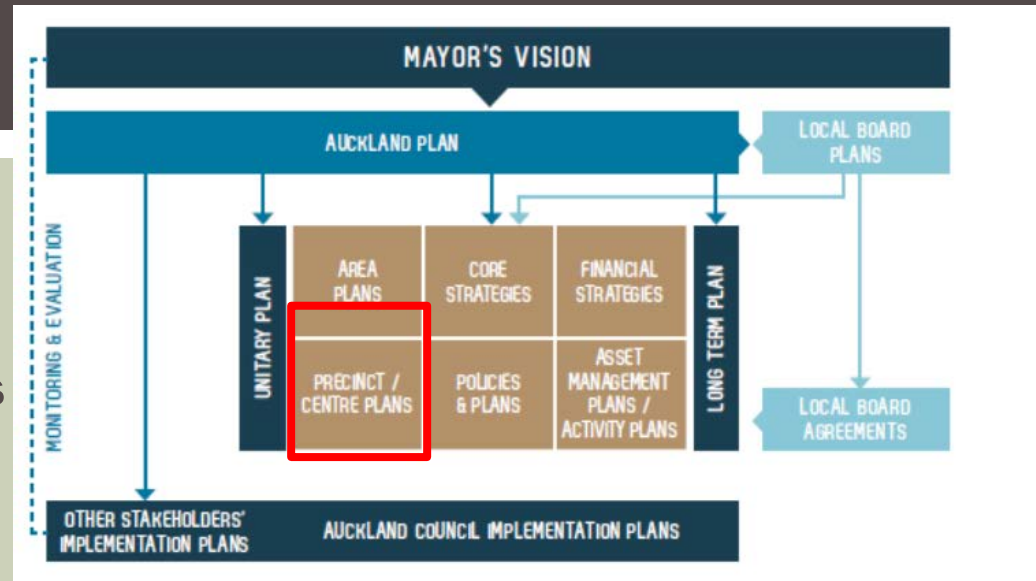 MAYOR'S VISION
AUCKLAND PLAN
LOCAL BOARD
PLANS
MONITORING & EVALUATION
UNITARY PLAN
AREA
PLANS
CORE
STRATEGIES
FINANCIAL
STRATEGIES
LONG TERM PLAN
PRECINCT /
CENTRE PLANS
POLICIES
& PLANS
ASSET
MANAGEMENT
PLANS /
ACTIVITY PLANS
LOCAL BOARD
AGREEMENTS
OTHER STAKEHOLDERS'
IMPLEMENTATION PLANS
AUCKLAND COUNCIL IMPLEMENTATION PLANS